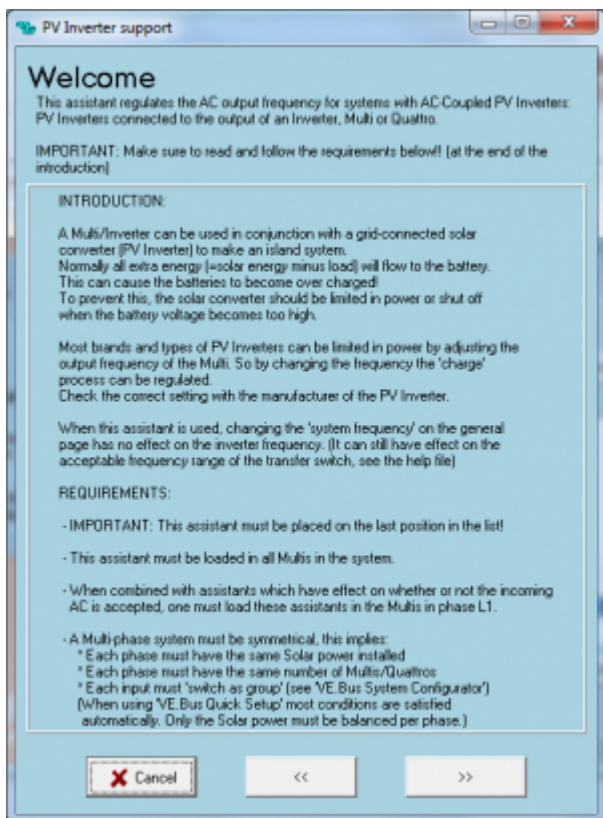 PV Inverter support
Welcome
This assistant regulates the AC output frequency for systems with AC-Coupled PV Inverters:
PV Inverters connected to the output of an Inverter, Multi or Quattro.
IMPORTANT: Make sure to read and follow the requirements below!! (at the end of the
introduction)
INTRODUCTION:
A Multi/Inverter can be used in conjunction with a grid-connected solar
converter (PV Inverter) to make an island system.
Normally all extra energy (=solar energy minus load) will flow to the battery.
This can cause the batteries to become over charged!
To prevent this, the solar converter should be limited in power or shut off
when the battery voltage becomes too high.
Most brands and types of PV Inverters can be limited in power by adjusting the
output frequency of the Multi. So by changing the frequency the 'charge'
process can be regulated.
Check the correct setting with the manufacturer of the PV Inverter.
When this assistant is used, changing the 'system frequency' on the general
page has no effect on the inverter frequency. (It can still have effect on the
acceptable frequency range of the transfer switch, see the help file)
REQUIREMENTS:
- IMPORTANT: This assistant must be placed on the last position in the list!
- This assistant must be loaded in all Multis in the system.
- When combined with assistants which have effect on whether or not the incoming
AC is accepted, one must load these assistants in the Multis in phase L1.
- A Multi-phase system must be symmetrical, this implies:
* Each phase must have the same Solar power installed
* Each phase must have the same number of Multis/Quattros
* Each input must 'switch as group' (see 'VE.Bus System Configurator')
(When using 'VE.Bus Quick Setup' most conditions are satisfied
automatically. Only the Solar power must be balanced per phase.)
Cancel << >>